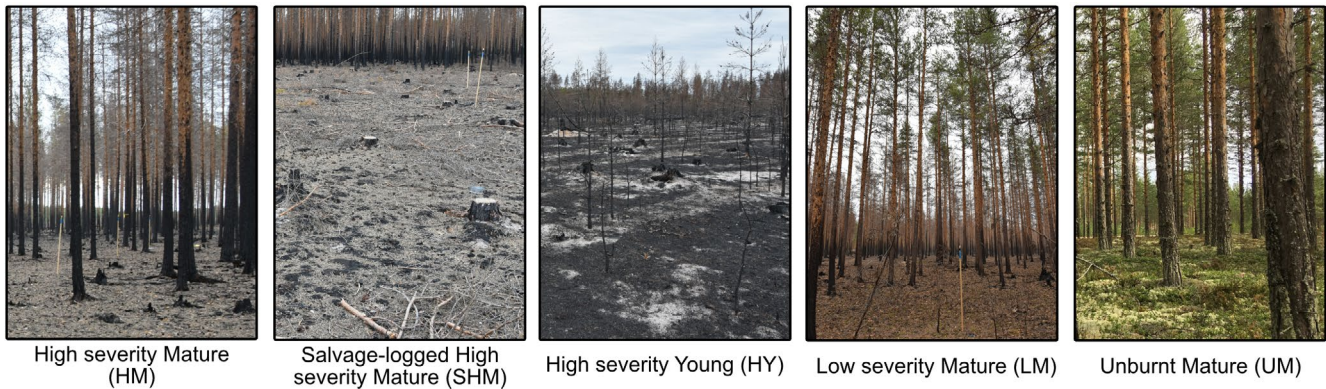 High severity Mature
(HM)
Salvage-logged High
severity Mature (SHM)
High severity Young (HY)
Low severity Mature (LM)
Unburnt Mature (UM)